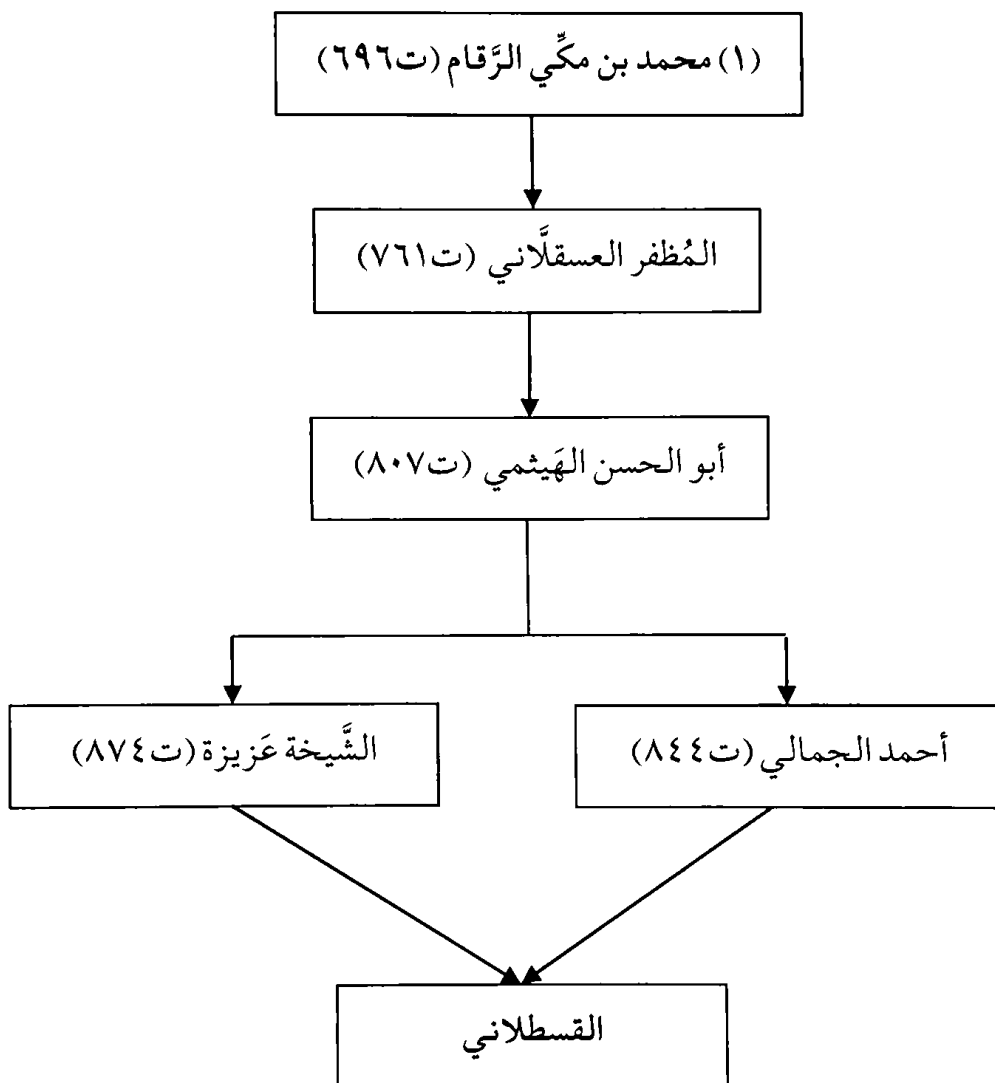 (١) محمد بن مكِّي الرَّقام (ت٦٩٦)
المُظفر العسقلَّاني (ت٧٦١)
أبو الحسن الهَيثمي (ت٨٠٧)
أحمد الجمالي (ت٨٤٤)
الشَّيخة عَزيزة (ت٨٧٤)
القسطلاني